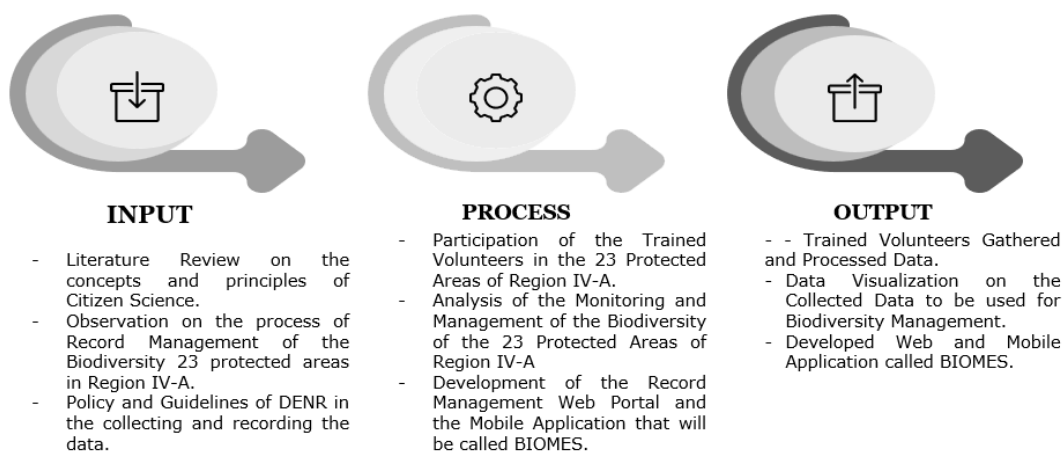 INPUT
- Literature Review on the
concepts and principles of
Citizen Science.
- Observation on the process of
Record Management of the
Biodiversity 23 protected areas
in Region IV-A.
- Policy and Guidelines of DENR in
the collecting and recording the
data.
PROCESS
- Participation of the Trained
Volunteers in the 23 Protected
Areas of Region IV-A.
- Analysis of the Monitoring and
Management of the Biodiversity
of the 23 Protected Areas of
Region IV-A
- Development of the Record
Management Web Portal and
the Mobile Application that will
be called BIOMES.
OUTPUT
- - Trained Volunteers Gathered
and Processed Data.
- Data Visualization on the
Collected Data to be used for
Biodiversity Management.
- Developed Web and Mobile
Application called BIOMES.